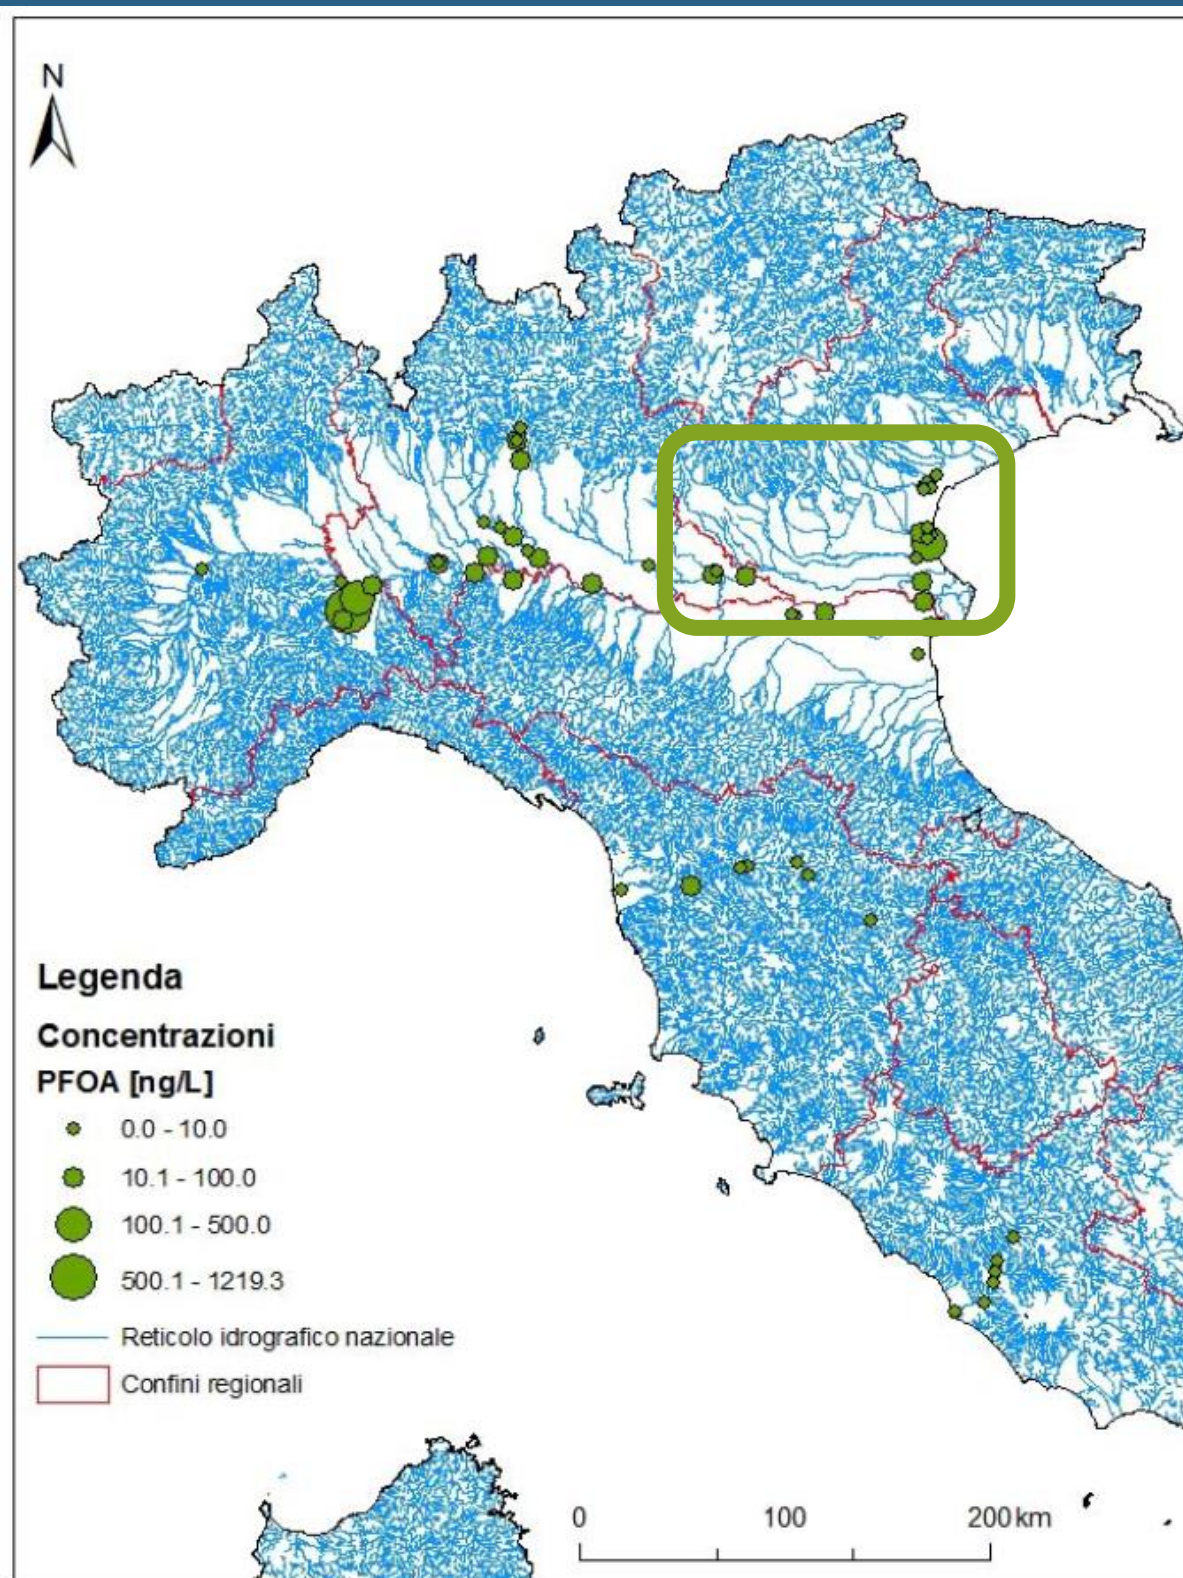 N
Legenda
Concentrazioni
PFOA [ng/L]
0.0 - 10.0
10.1 - 100.0
100.1 - 500.0
500.1 - 1219.3
Reticolo idrografico nazionale
Confini regionali
0 100 200 km